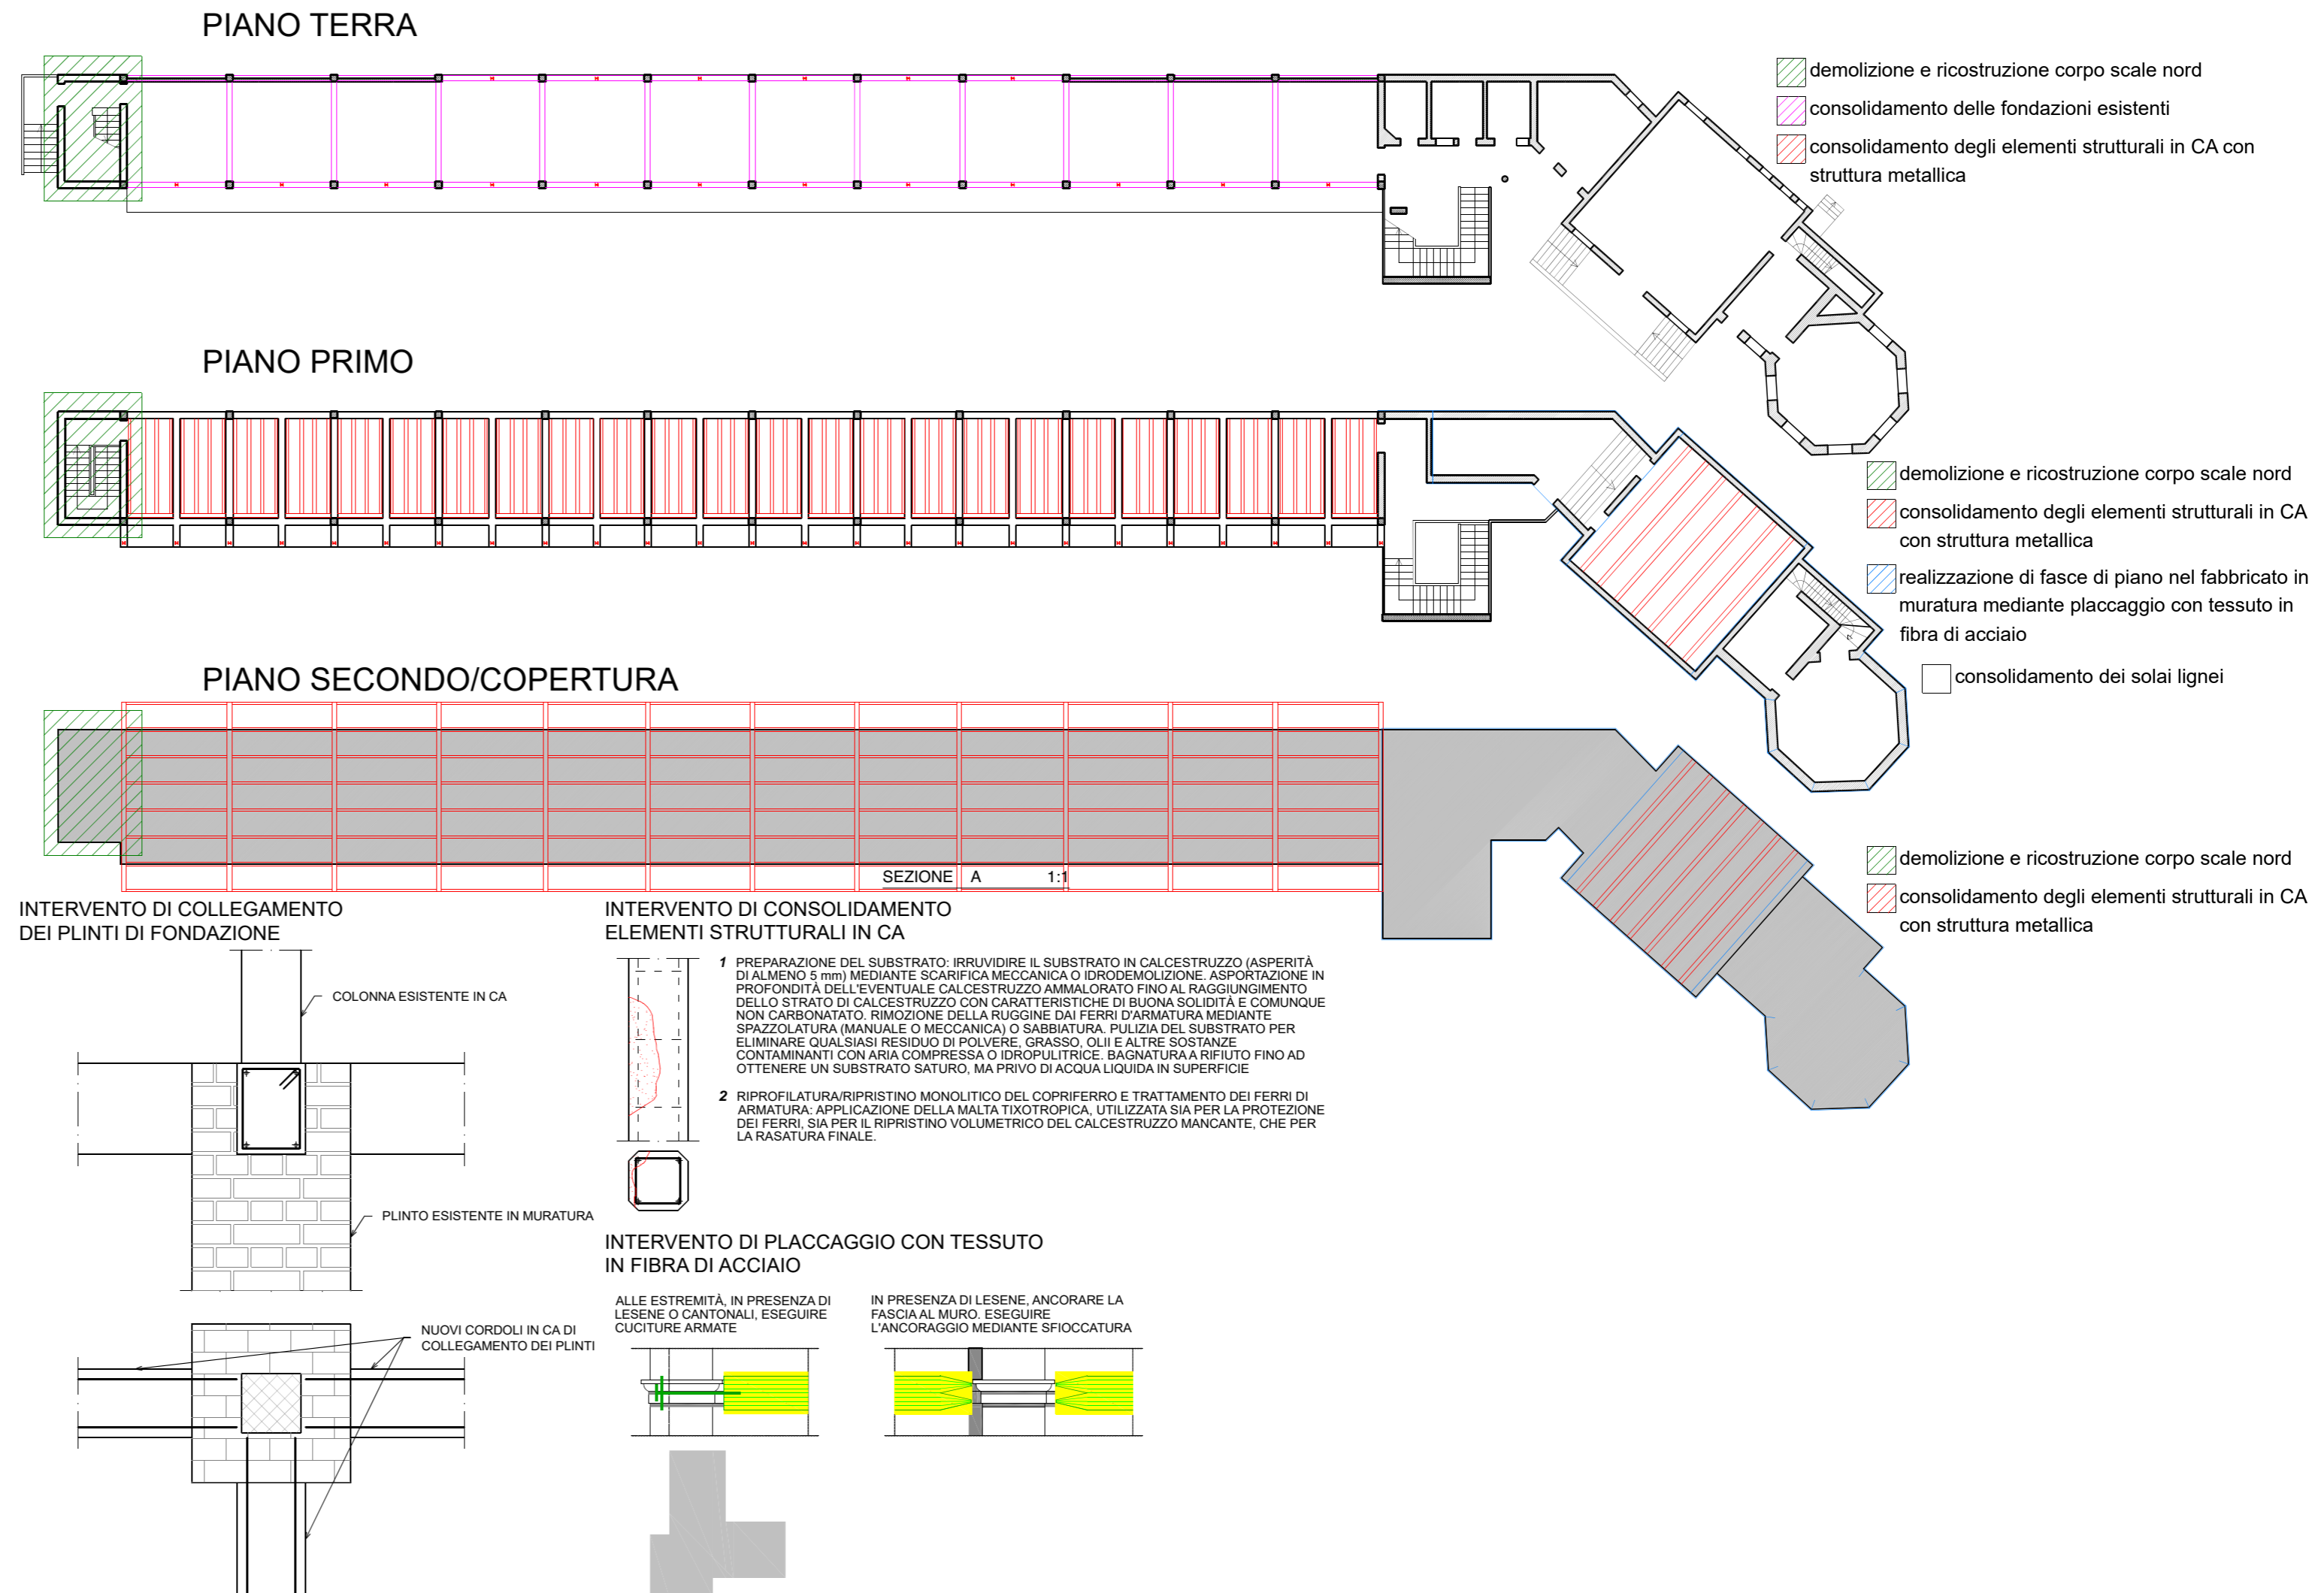 PIANO TERRA
demolizione e ricostruzione corpo scale nord
consolidamento delle fondazioni esistenti
consolidamento degli elementi strutturali in CA con
struttura metallica
PIANO PRIMO
demolizione e ricostruzione corpo scale nord
consolidamento degli elementi strutturali in CA
con struttura metallica
realizzazione di fasce di piano nel fabbricato in
muratura mediante placcaggio con tessuto in
fibra di acciaio
consolidamento dei solai lignei
PIANO SECONDO/COPERTURA
demolizione e ricostruzione corpo scale nord
consolidamento degli elementi strutturali in CA
con struttura metallica
SEZIONE A 1:1
INTERVENTO DI COLLEGAMENTO
DEI PLINTI DI FONDAZIONE
COLONNA ESISTENTE IN CA
PLINTO ESISTENTE IN MURATURA
NUOVI CORDOLI IN CA DI
COLLEGAMENTO DEI PLINTI
INTERVENTO DI CONSOLIDAMENTO
ELEMENTI STRUTTURALI IN CA
1 PREPARAZIONE DEL SUBSTRATO: IRRUVIDIRE IL SUBSTRATO IN CALCESTRUZZO (ASPERITÀ
DI ALMENO 5 mm) MEDIANTE SCARIFICA MECCANICA O IDRODEMOLIZIONE. ASPORTAZIONE IN
PROFONDITÀ DELL'EVENTUALE CALCESTRUZZO AMMALORATO FINO AL RAGGIUNGIMENTO
DELLO STRATO DI CALCESTRUZZO CON CARATTERISTICHE DI BUONA SOLIDITÀ E COMUNQUE
NON CARBONATATO. RIMOZIONE DELLA RUGGINE DAI FERRI D'ARMATURA MEDIANTE
SPAZZOLATURA (MANUALE O MECCANICA) O SABBIATURA. PULIZIA DEL SUBSTRATO PER
ELIMINARE QUALSIASI RESIDUO DI POLVERE, GRASSO, OLII E ALTRE SOSTANZE
CONTAMINANTI CON ARIA COMPRESSA O IDROPULITRICE. BAGNATURA A RIFIUTO FINO AD
OTTENERE UN SUBSTRATO SATURO, MA PRIVO DI ACQUA LIQUIDA IN SUPERFICIE
2 RIPROFILATURA/RIPRISTINO MONOLITICO DEL COPRIFERRO E TRATTAMENTO DEI FERRI DI
ARMATURA: APPLICAZIONE DELLA MALTA TIXOTROPICA, UTILIZZATA SIA PER LA PROTEZIONE
DEI FERRI, SIA PER IL RIPRISTINO VOLUMETRICO DEL CALCESTRUZZO MANCANTE, CHE PER
LA RASATURA FINALE.
INTERVENTO DI PLACCAGGIO CON TESSUTO
IN FIBRA DI ACCIAIO
ALLE ESTREMITÀ, IN PRESENZA DI
LESENE O CANTONALI, ESEGUIRE
CUCITURE ARMATE
IN PRESENZA DI LESENE, ANCORARE LA
FASCIA AL MURO. ESEGUIRE
L'ANCORAGGIO MEDIANTE SFIOCCATURA